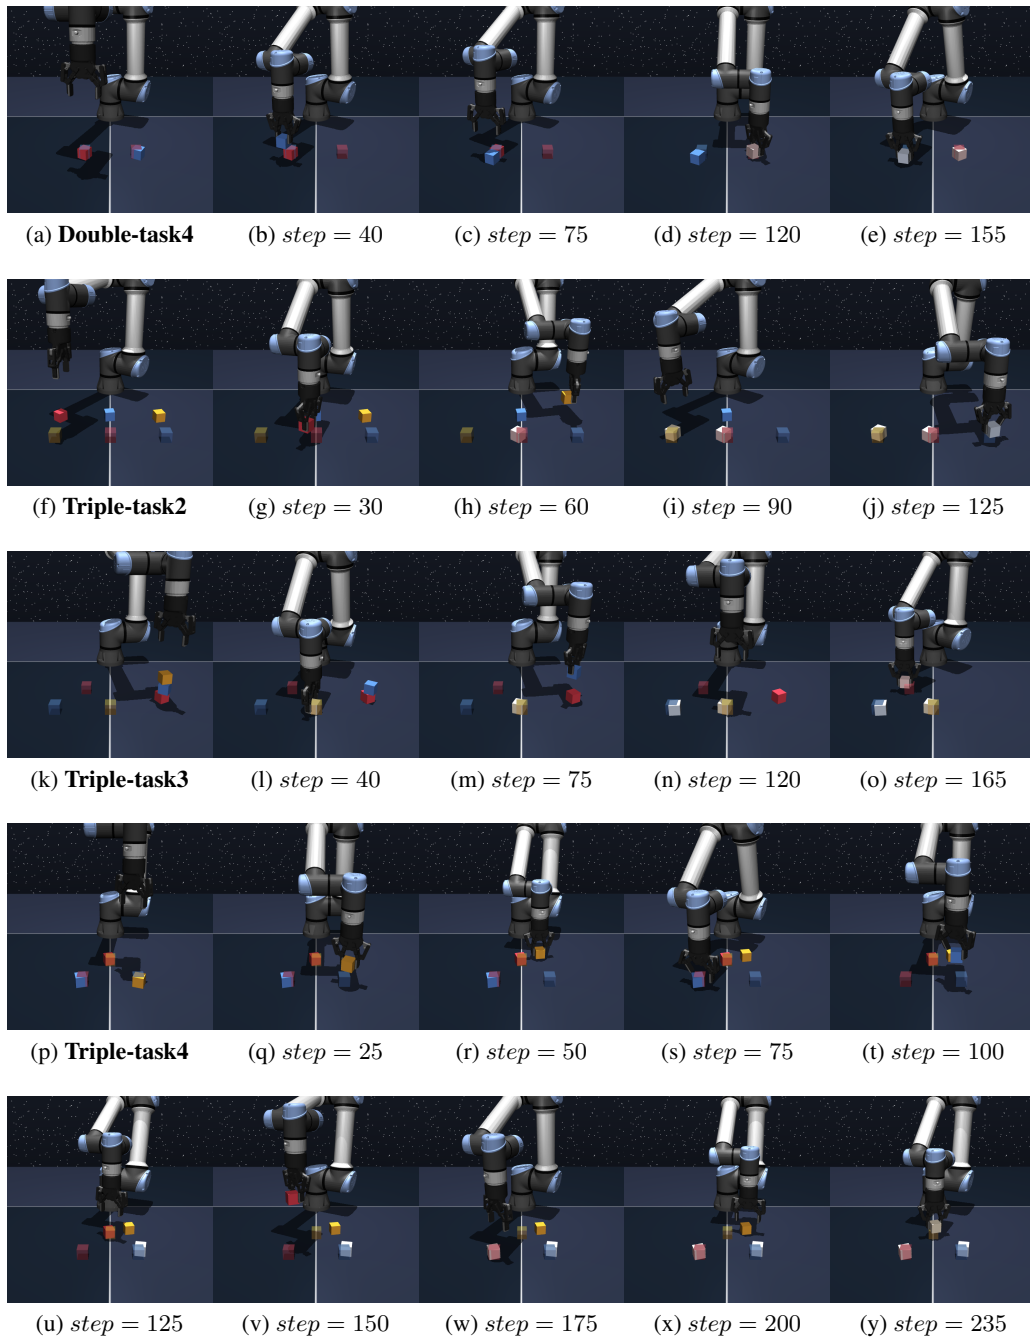 (a) Double-task4 (b) step = 40 (c) step = 75 (d) step = 120 (e) step = 155
(f) Triple-task2 (g) step = 30 (h) step = 60 (i) step = 90 (j) step = 125
(k) Triple-task3 (l) step = 40 (m) step = 75 (n) step = 120 (o) step = 165
(p) Triple-task4 (q) step = 25 (r) step = 50 (s) step = 75 (t) step = 100
(u) step = 125 (v) step = 150 (w) step = 175 (x) step = 200 (y) step = 235